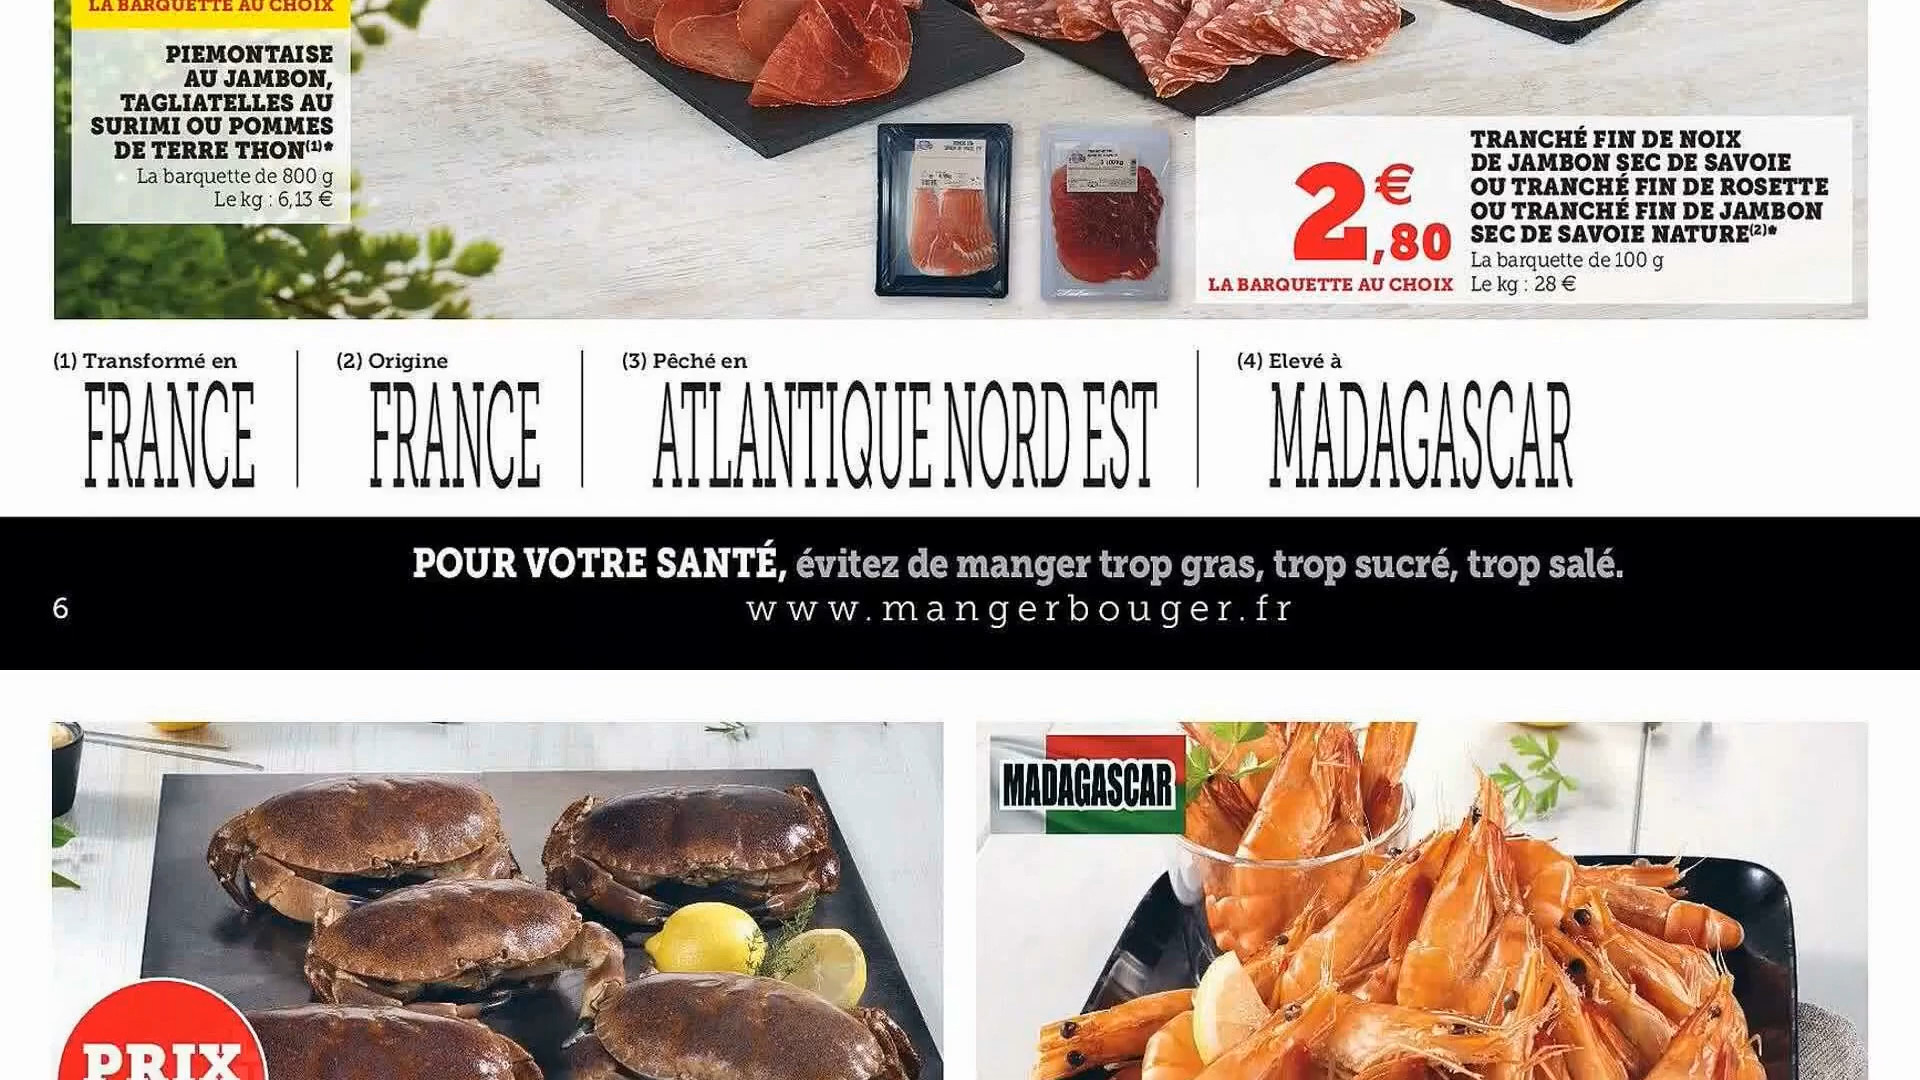 LA BARQUETTE AU CHOIX
PIEMONTAISE
AU JAMBON,
TAGLIATELLES AU
SURIMI OU POMMES
DE TERRE THON(1)*
La barquette de 800 g
Le kg : 6,13 €
2€,80
LA BARQUETTE AU CHOIX
TRANCHÉ FIN DE NOIX
DE JAMBON SEC DE SAVOIE
OU TRANCHÉ FIN DE ROSETTE
OU TRANCHÉ FIN DE JAMBON
SEC DE SAVOIE NATURE(2)*
La barquette de 100 g
Le kg : 28 €
(1) Transformé en
FRANCE
(2) Origine
FRANCE
(3) Pêché en
ATLANTIQUE NORD EST
(4) Elevé à
MADAGASCAR
POUR VOTRE SANTÉ, évitez de manger trop gras, trop sucré, trop salé.
www.mangerbouger.fr
6
MADAGASCAR
PRIX